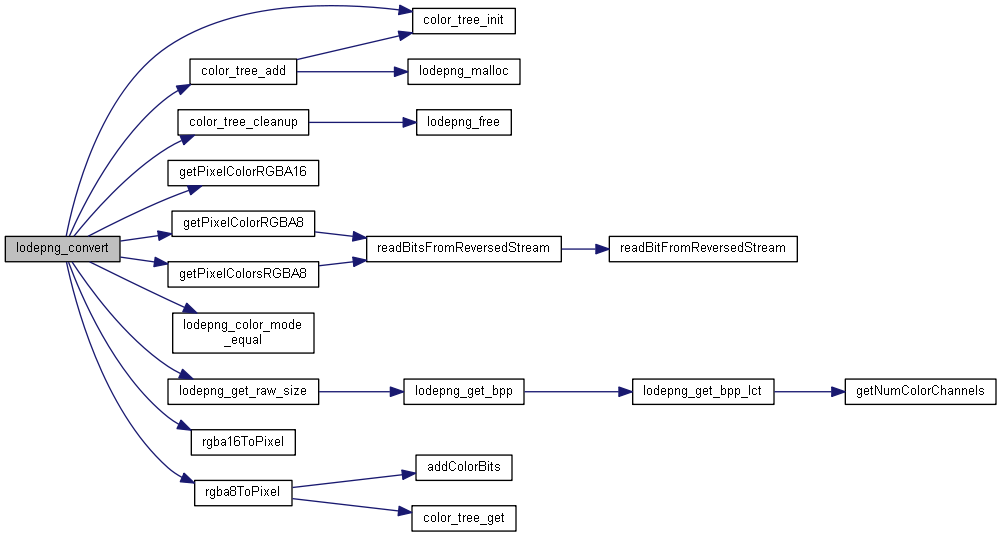 color_tree_init
color_tree_add
lodepng_malloc
color_tree_cleanup
lodepng_free
getPixelColorRGBA16
getPixelColorRGBA8
lodepng_convert
readBitsFromReversedStream
readBitFromReversedStream
getPixelColorsRGBA8
lodepng_color_mode
_equal
lodepng_get_raw_size
lodepng_get_bpp
lodepng_get_bpp_lct
getNumColorChannels
rgba16ToPixel
addColorBits
rgba8ToPixel
color_tree_get